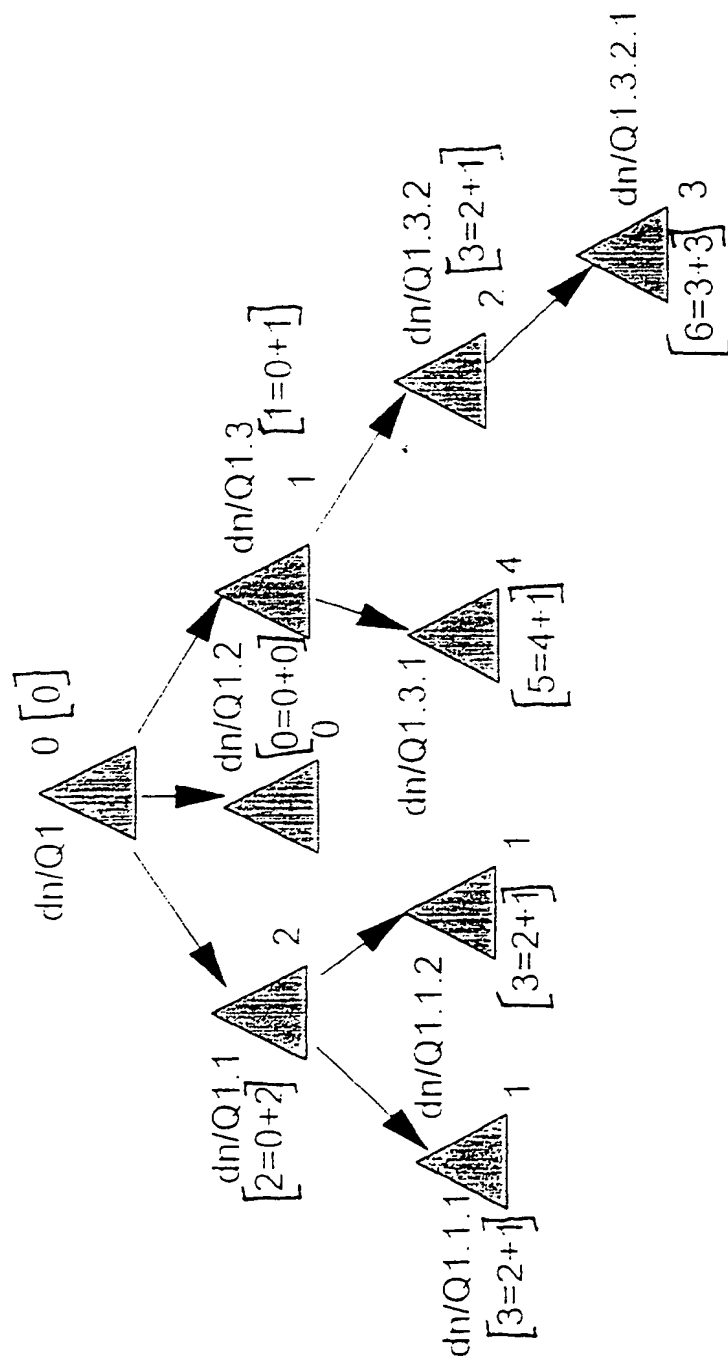 dn/Q1
0 [0]
dn/Q1.1
[2=0+2]
2
dn/Q1.2
[0=0+0]
0
dn/Q1.3
1
[1=0+1]
dn/Q1.1.1
[3=2+1]
1
dn/Q1.1.2
[3=2+1]
1
dn/Q1.3.1
[5=4+1]
4
dn/Q1.3.2
2
[3=2+1]
dn/Q1.3.2.1
[6=3+3]
3